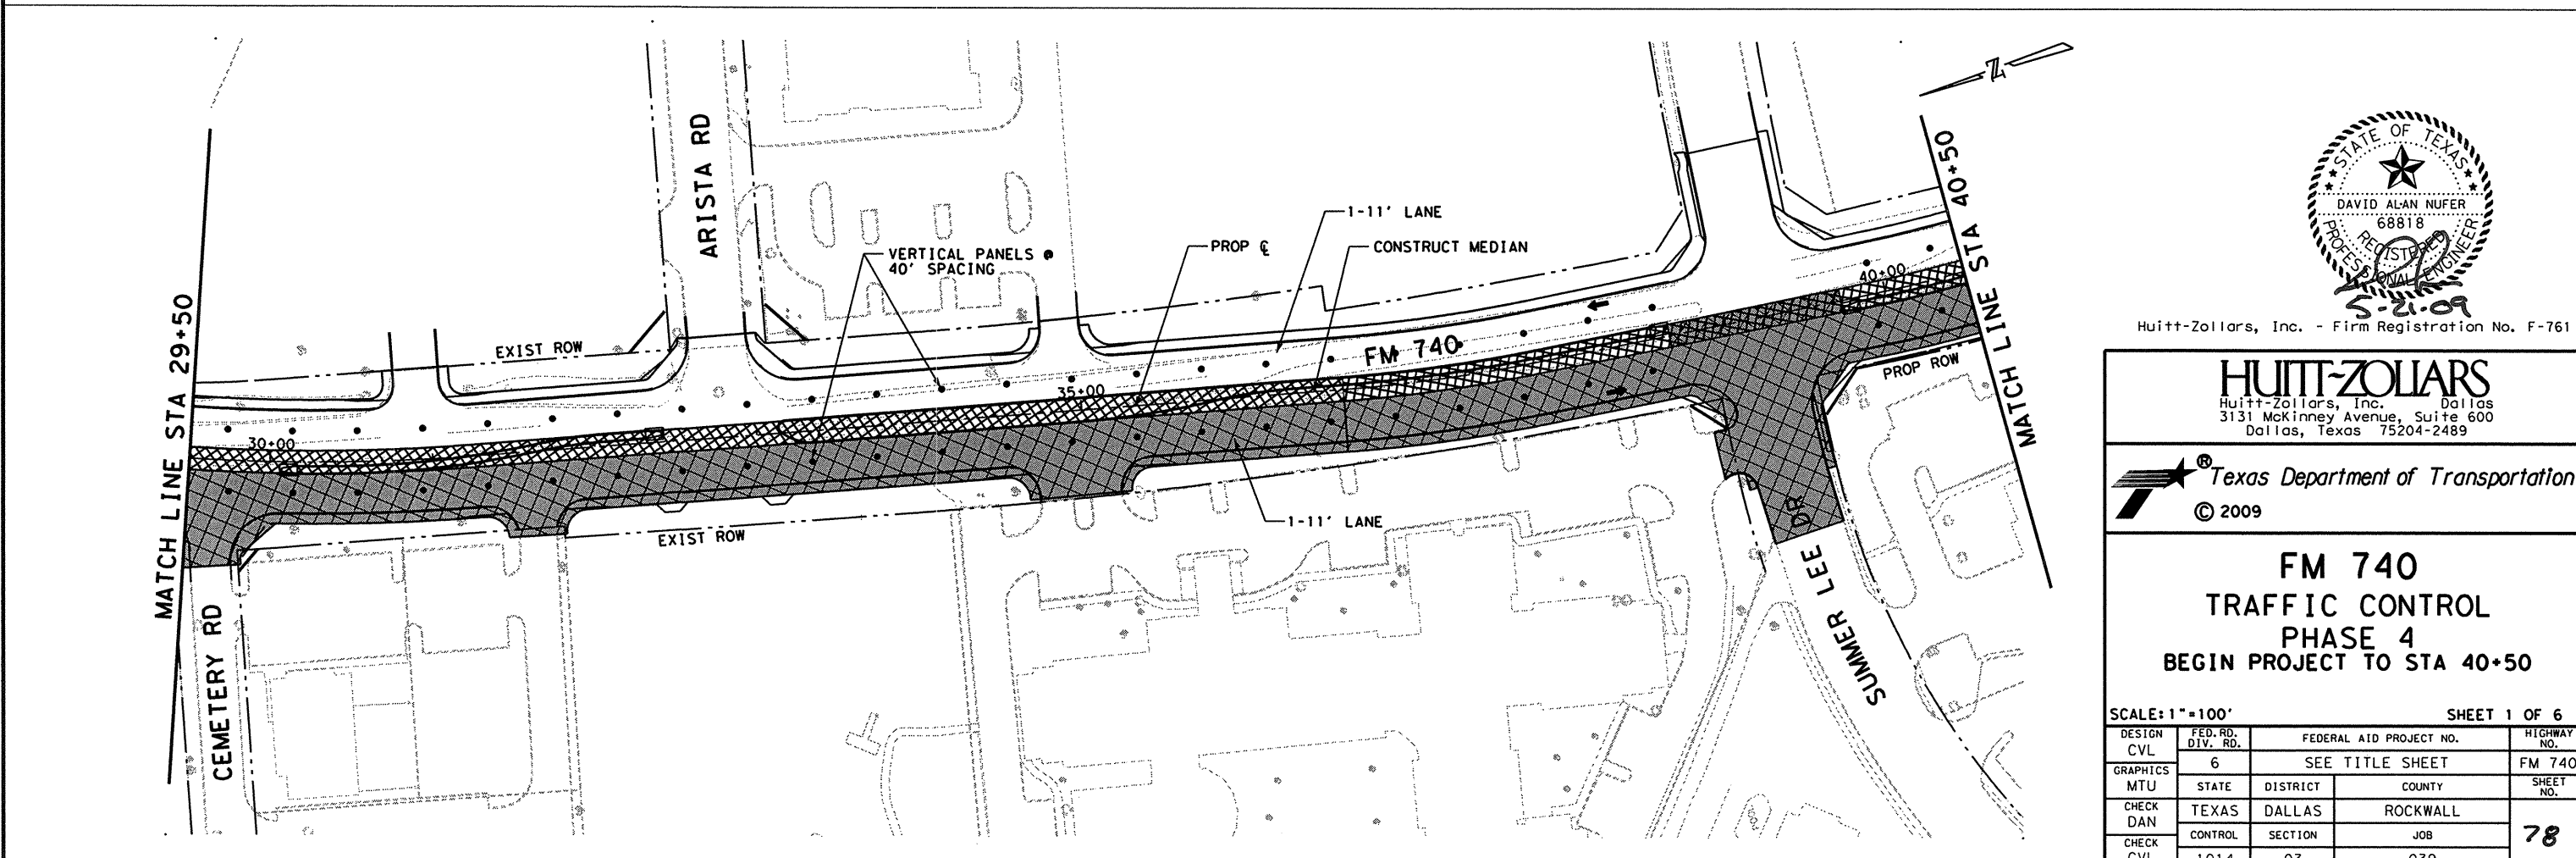 MATCH LINE STA 29+50
CEMETERY RD
EXIST ROW
30+00
ARISTA RD
VERTICAL PANELS @
40' SPACING
EXIST ROW
35+00
PROP ℄
1-11' LANE
CONSTRUCT MEDIAN
FM 740
1-11' LANE
SUMMER LEE DR
PROP ROW
40+00
MATCH LINE STA 40+50
N
STATE OF TEXAS
DAVID ALAN NUFER
68818
REGISTERED
PROFESSIONAL ENGINEER
5-21-09
Huitt-Zollars, Inc. - Firm Registration No. F-761
HUITT-ZOLLARS
Huitt-Zollars, Inc. Dallas
3131 McKinney Avenue, Suite 600
Dallas, Texas 75204-2489
® Texas Department of Transportation
© 2009
FM 740
TRAFFIC CONTROL
PHASE 4
BEGIN PROJECT TO STA 40+50
SCALE: 1"=100' SHEET 1 OF 6
DESIGN
CVL
FED.RD.
DIV. RD.
FEDERAL AID PROJECT NO.
HIGHWAY
NO.
6
SEE TITLE SHEET
FM 740
GRAPHICS
MTU
STATE
DISTRICT
COUNTY
SHEET
NO.
CHECK
DAN
TEXAS
DALLAS
ROCKWALL
78
CHECK
CVL
CONTROL
SECTION
JOB
1014
03